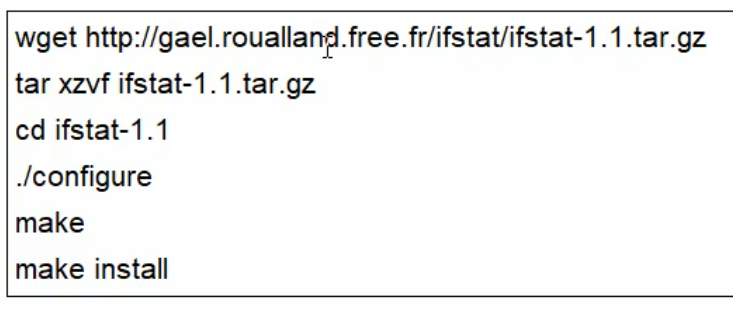 wget http://gael.roualland.free.fr/ifstat/ifstat-1.1.tar.gz
tar xzvf ifstat-1.1.tar.gz
cd ifstat-1.1
./configure
make
make install